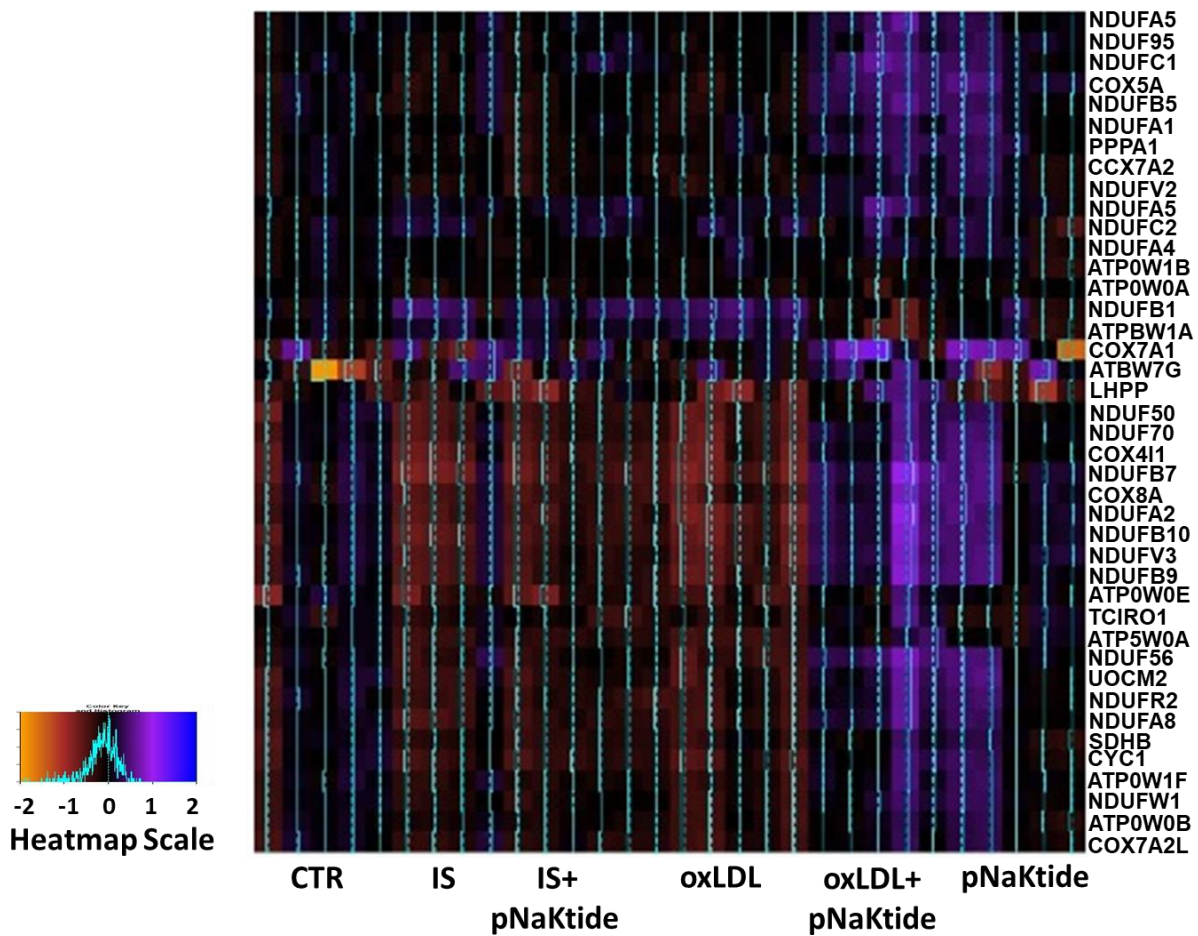 NDUFA5
NDUF95
NDUFC1
COX5A
NDUFB5
NDUFA1
PPPA1
CCX7A2
NDUFV2
NDUFA5
NDUFC2
NDUFA4
ATP0W1B
ATP0W0A
NDUFB1
ATPBW1A
COX7A1
ATBW7G
LHPP
NDUF50
NDUF70
COX4I1
NDUFB7
COX8A
NDUFA2
NDUFB10
NDUFV3
NDUFB9
ATP0W0E
TCIRO1
ATP5W0A
NDUF56
UOCM2
NDUFR2
NDUFA8
SDHB
CYC1
ATP0W1F
NDUFW1
ATP0W0B
COX7A2L
Color Key
and Histogram
-2 -1 0 1 2
Heatmap Scale
CTR IS IS+ oxLDL oxLDL+ pNaKtide
pNaKtide pNaKtide